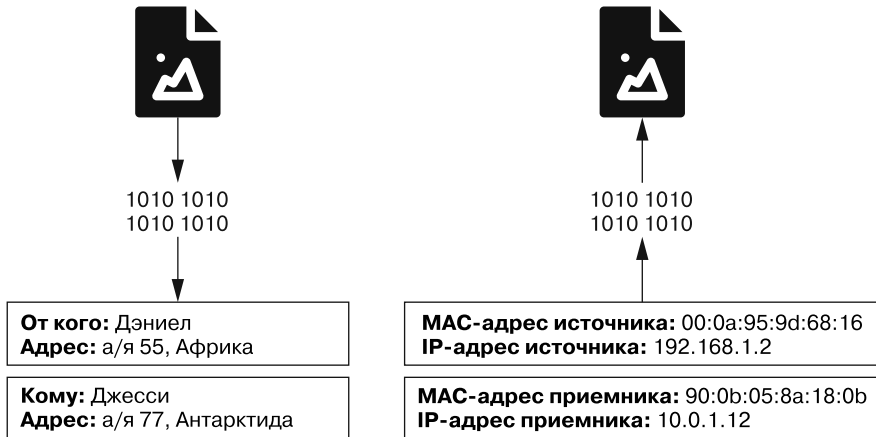 1010 1010
1010 1010
От кого: Дэниел
Адрес: а/я 55, Африка
Кому: Джесси
Адрес: а/я 77, Антарктида
1010 1010
1010 1010
MAC-адрес источника: 00:0a:95:9d:68:16
IP-адрес источника: 192.168.1.2
MAC-адрес приемника: 90:0b:05:8a:18:0b
IP-адрес приемника: 10.0.1.12